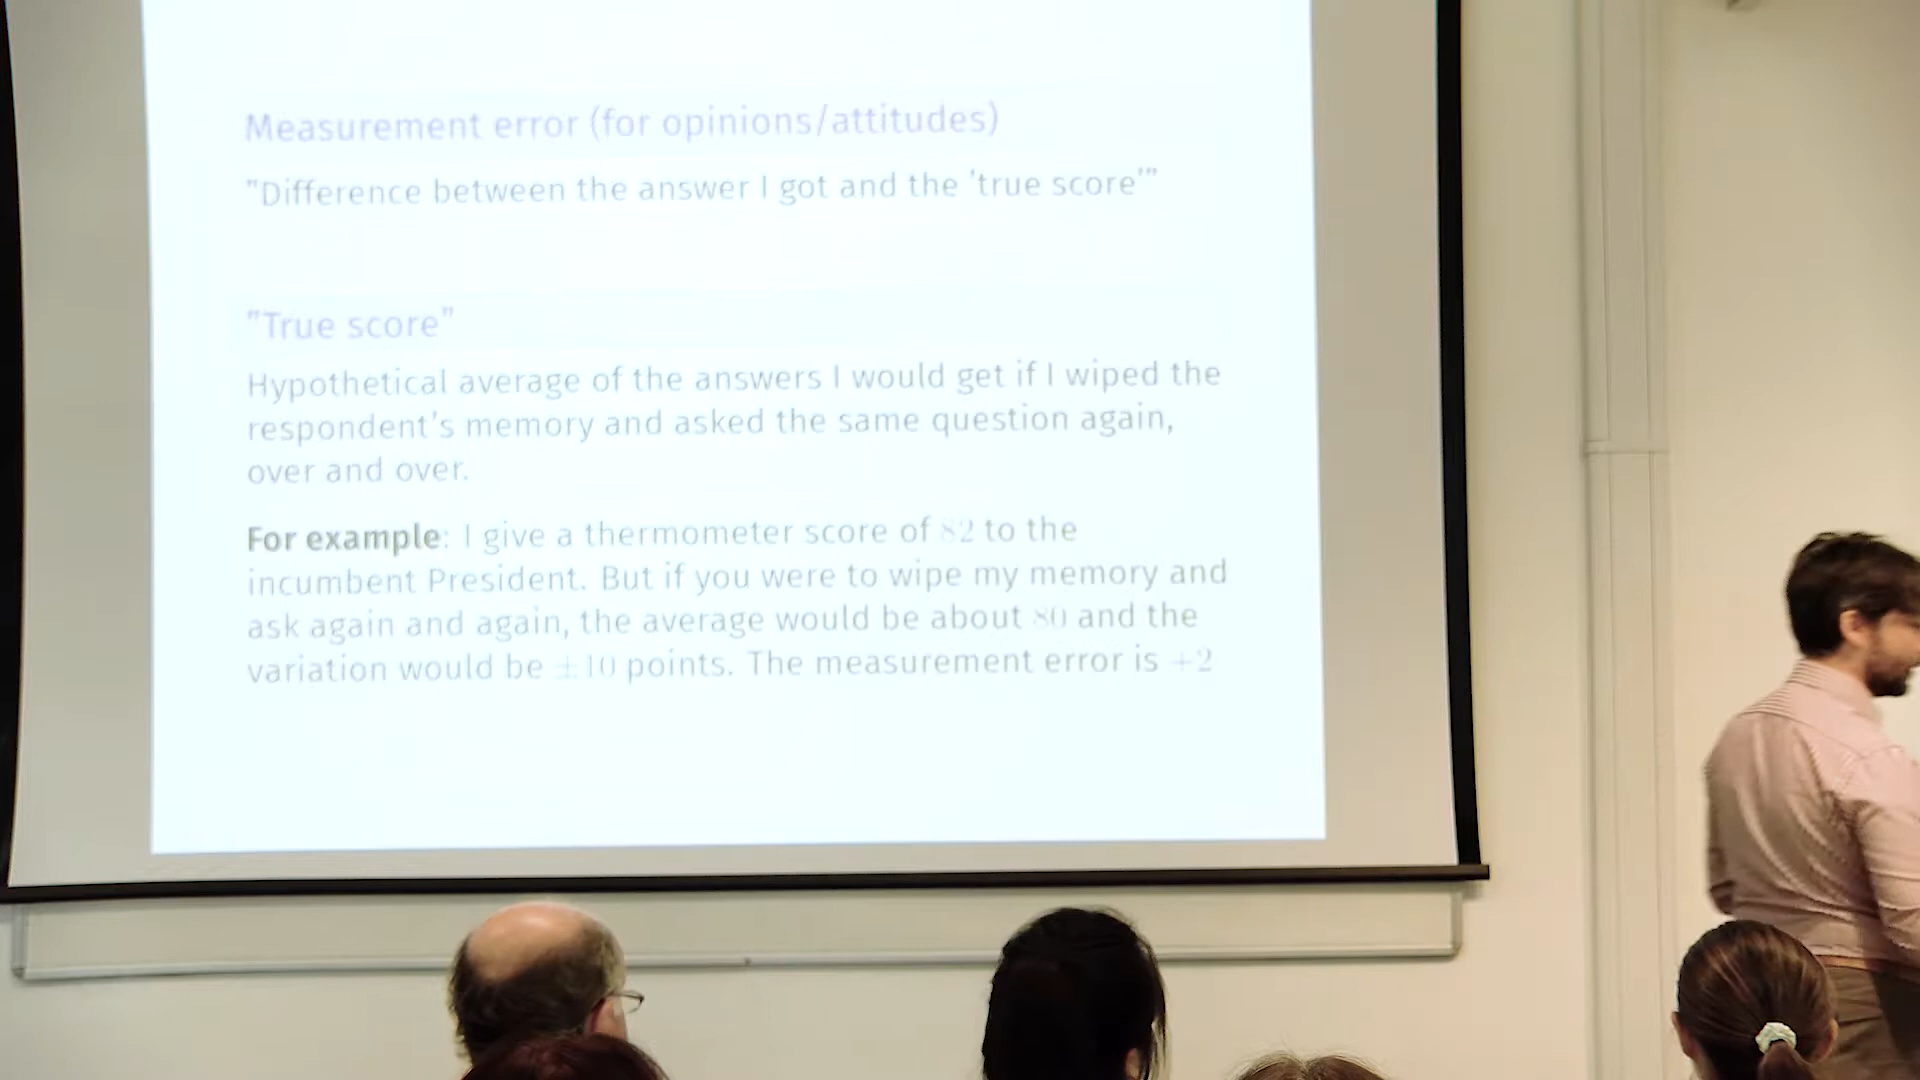 Measurement error (for opinions/attitudes)
"Difference between the answer I got and the 'true score'"
"True score"
Hypothetical average of the answers I would get if I wiped the
respondent's memory and asked the same question again,
over and over.
For example: I give a thermometer score of 82 to the
incumbent President. But if you were to wipe my memory and
ask again and again, the average would be about 80 and the
variation would be ±10 points. The measurement error is +2